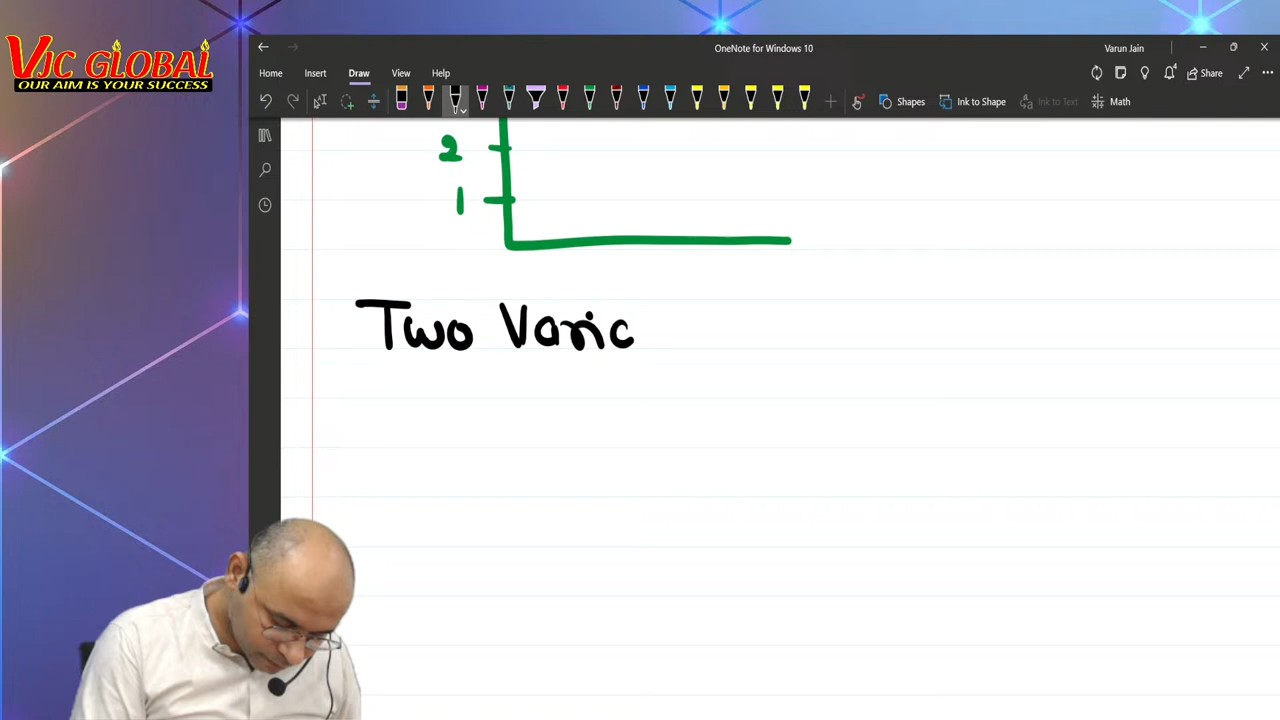 VJC GLOBAL
OUR AIM IS YOUR SUCCESS
OneNote for Windows 10
Varun Jain
Home Insert Draw View Help
4
Share
Shapes
Ink to Shape
Ink to Text
Math
2
1
Two Varic